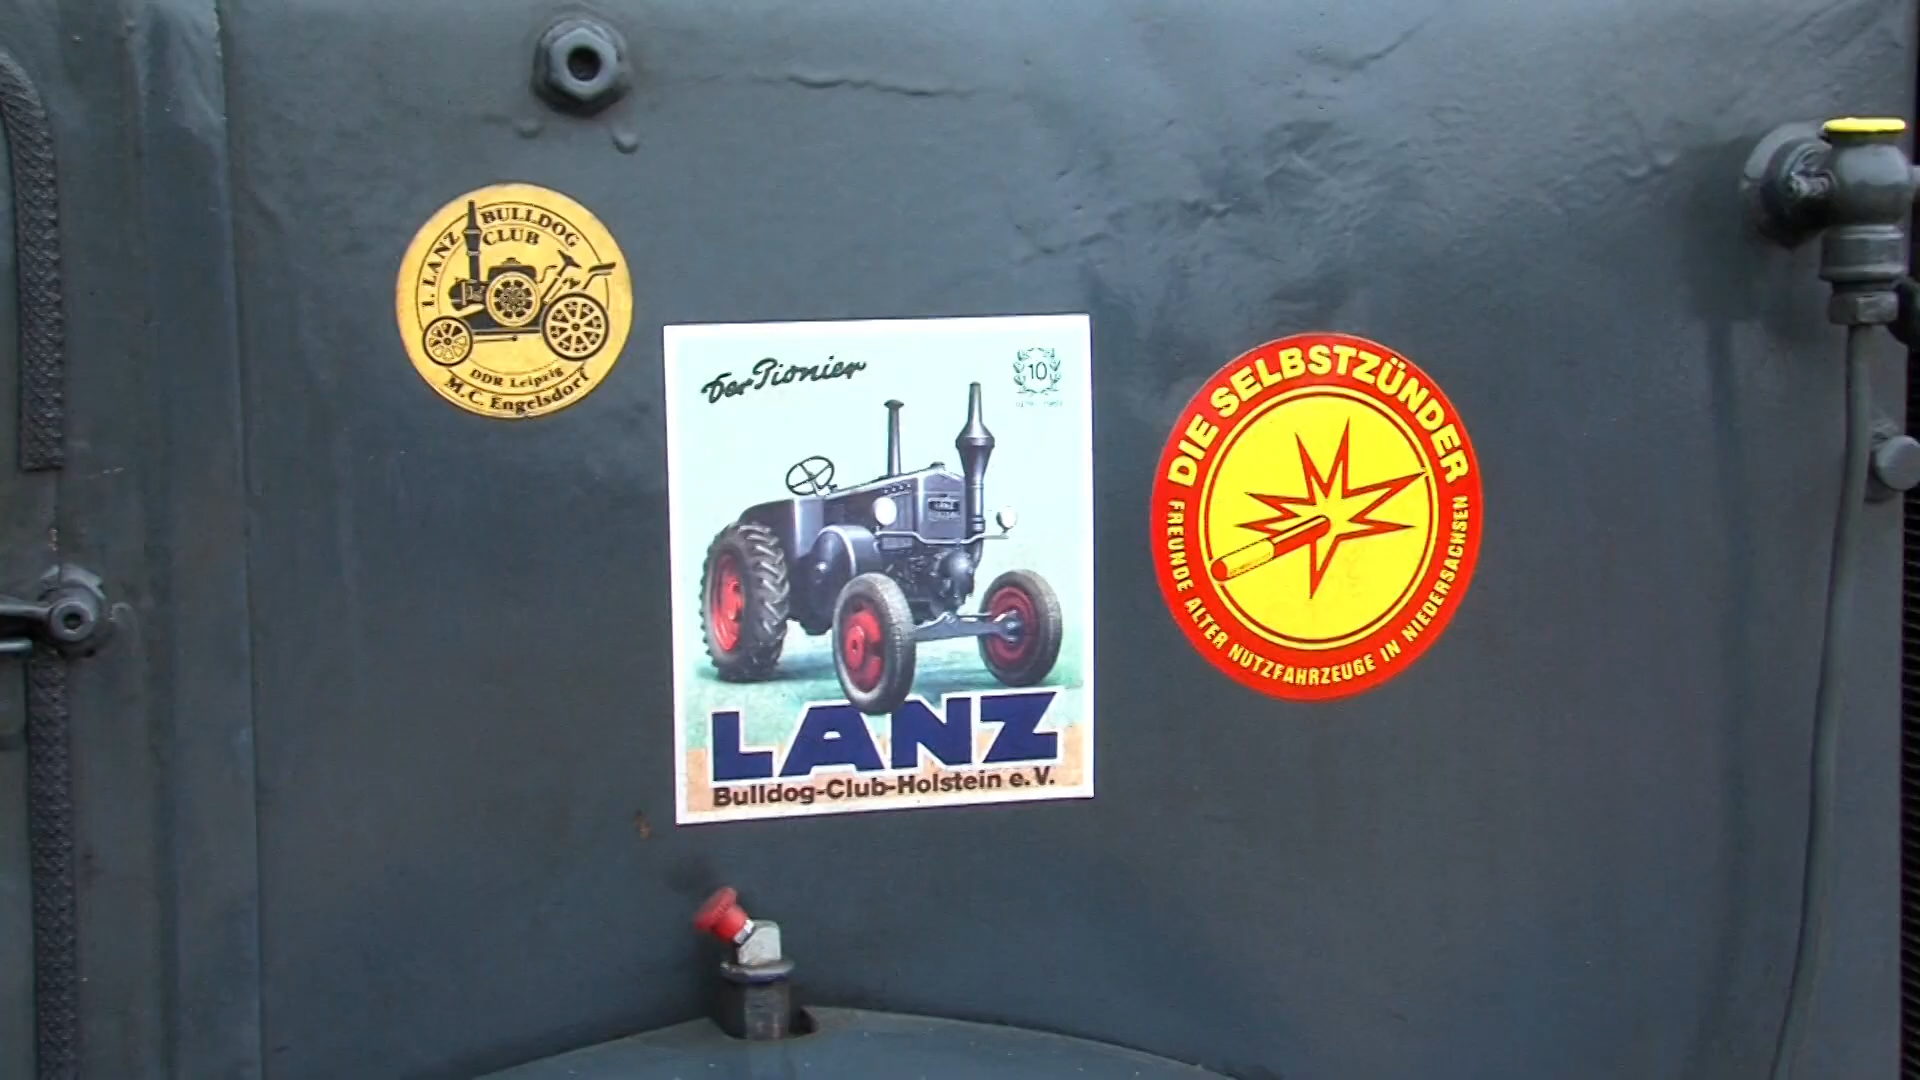 1. LANZ BULLDOG
CLUB
DDR Leipzig
M.C. Engelsdorf
Der Pionier
10
LANZ
LANZ
Bulldog-Club-Holstein e.V.
DIE SELBSTZÜNDER
FREUNDE ALTER NUTZFAHRZEUGE IN NIEDERSACHSEN